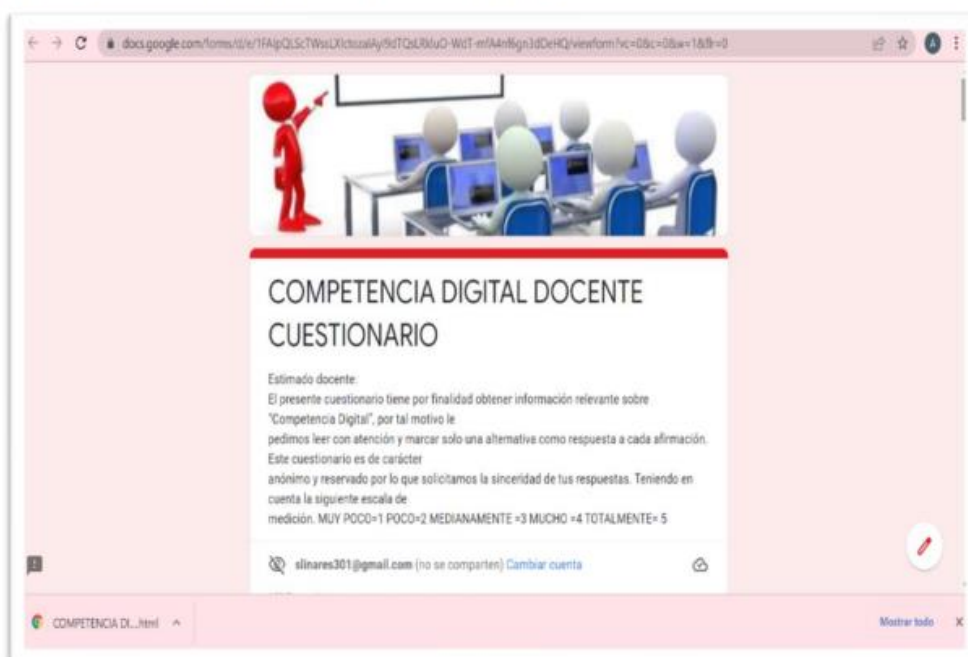 COMPETENCIA DIGITAL DOCENTE
CUESTIONARIO
Estimado docente:
El presente cuestionario tiene por finalidad obtener información relevante sobre
"Competencia Digital", por tal motivo le
pedimos leer con atención y marcar solo una alternativa como respuesta a cada afirmación.
Este cuestionario es de carácter
anónimo y reservado por lo que solicitamos la sinceridad de tus respuestas. Teniendo en
cuenta la siguiente escala de
medición. MUY POCO=1 POCO=2 MEDIANAMENTE =3 MUCHO =4 TOTALMENTE= 5
slinares301@gmail.com (no se comparten) Cambiar cuenta
COMPETENCIA DI....html
Mostrar todo